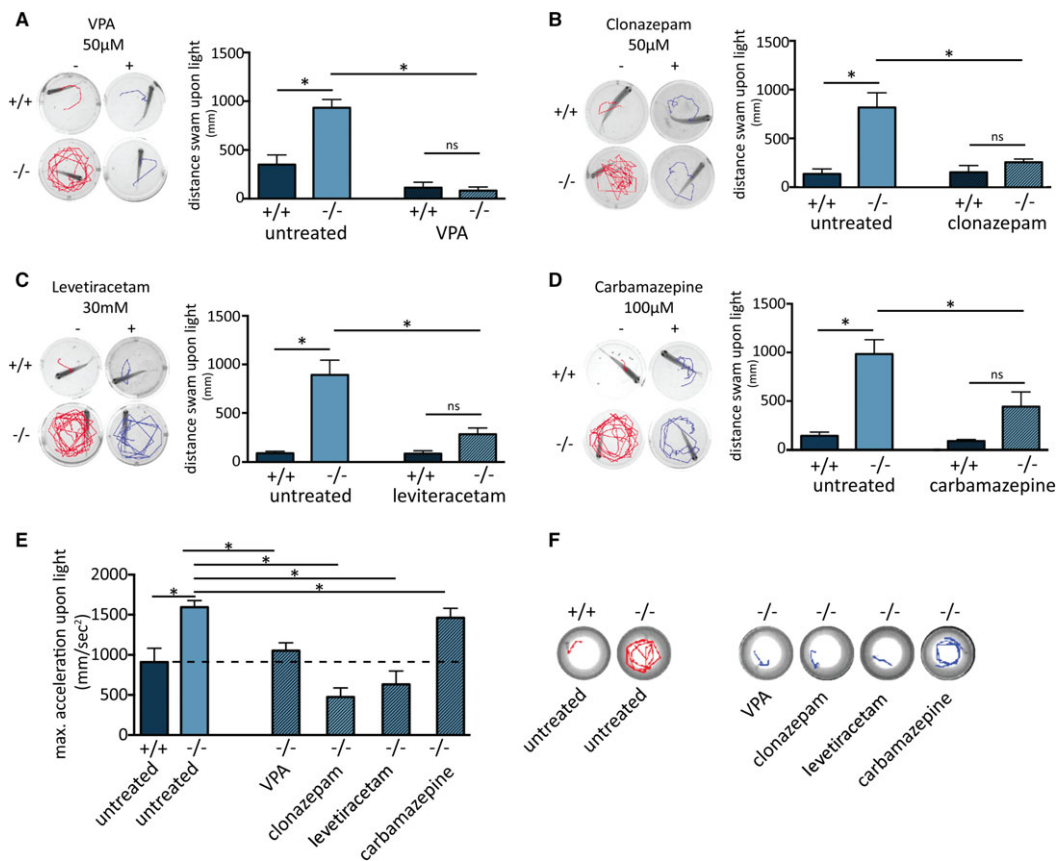 A
VPA
50μM
- +
+/+
-/-
distance swam upon light
(mm)
1500
1000
500
0
*
*
ns
+/+ -/- +/+ -/-
untreated VPA
B
Clonazepam
50μM
- +
+/+
-/-
distance swam upon light
(mm)
1500
1000
500
0
*
*
ns
+/+ -/- +/+ -/-
untreated clonazepam
C
Levetiracetam
30mM
- +
+/+
-/-
distance swam upon light
(mm)
1500
1000
500
0
*
*
ns
+/+ -/- +/+ -/-
untreated leviteracetam
D
Carbamazepine
100μM
- +
+/+
-/-
distance swam upon light
(mm)
1500
1000
500
0
*
*
ns
+/+ -/- +/+ -/-
untreated carbamazepine
E
max. acceleration upon light
(mm/sec²)
2000
1500
1000
500
0
*
*
*
*
*
+/+ -/- -/- -/- -/- -/-
untreated
untreated
VPA
clonazepam
levetiracetam
carbamazepine
F
+/+ -/- -/- -/- -/- -/-
untreated
untreated
VPA
clonazepam
levetiracetam
carbamazepine